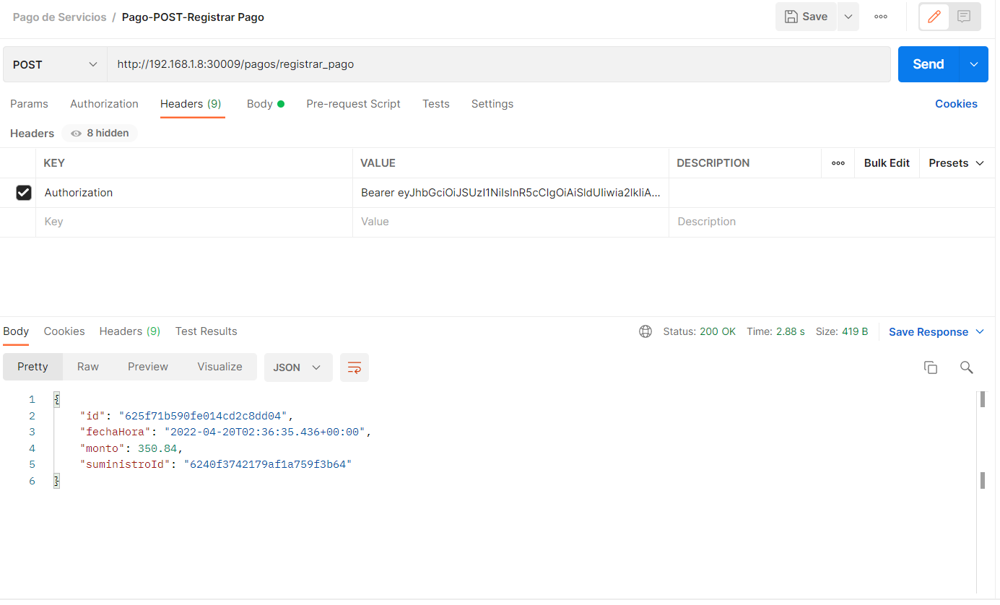 Pago de Servicios / Pago-POST-Registrar Pago
Save
POST
http://192.168.1.8:30009/pagos/registrar_pago
Send
Params Authorization Headers (9) Body Pre-request Script Tests Settings Cookies
Headers 8 hidden
KEY VALUE DESCRIPTION Bulk Edit Presets
Authorization Bearer eyJhbGciOiJSUzI1NiIsInR5cCIgOiAiSldUIiwia2lkIiA...
Key Value Description
Body Cookies Headers (9) Test Results Status: 200 OK Time: 2.88 s Size: 419 B Save Response
Pretty Raw Preview Visualize JSON
1 {
2 "id": "625f71b590fe014cd2c8dd04",
3 "fechaHora": "2022-04-20T02:36:35.436+00:00",
4 "monto": 350.84,
5 "suministroId": "6240f3742179af1a759f3b64"
6 }